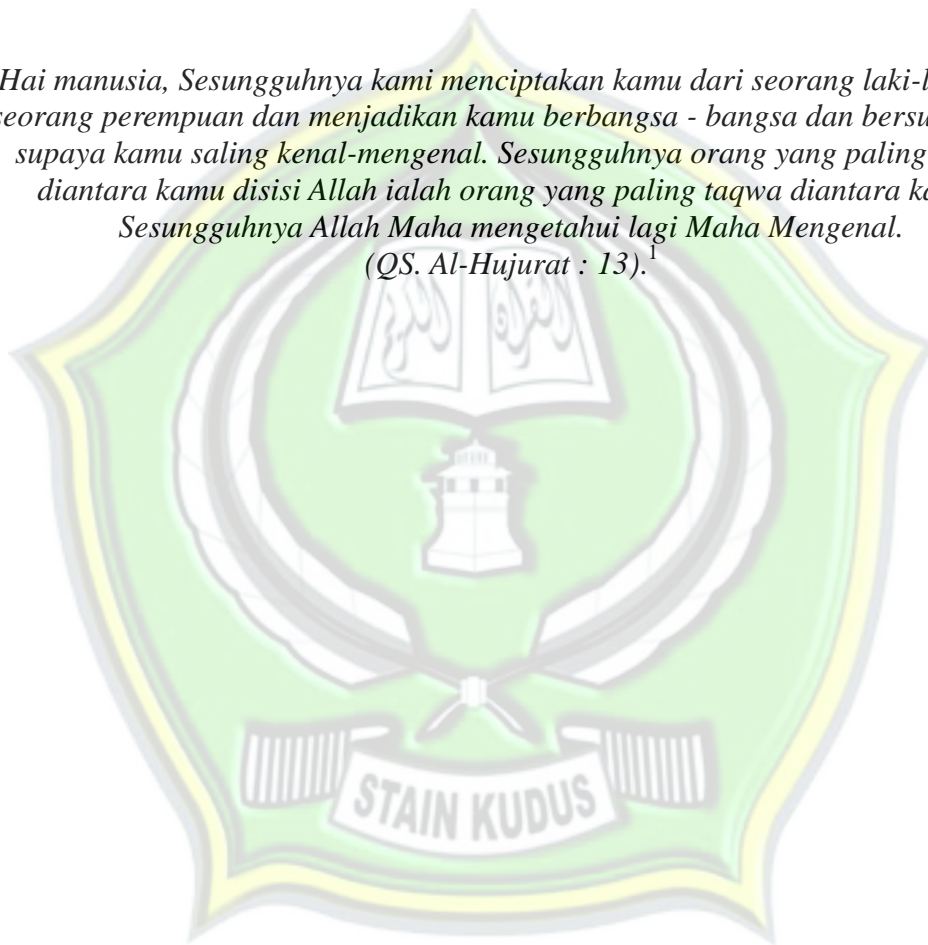 Hai manusia, Sesungguhnya kami menciptakan kamu dari seorang laki-l
seorang perempuan dan menjadikan kamu berbangsa - bangsa dan bersu
supaya kamu saling kenal-mengenal. Sesungguhnya orang yang paling
diantara kamu disisi Allah ialah orang yang paling taqwa diantara ka
Sesungguhnya Allah Maha mengetahui lagi Maha Mengenal.
(QS. Al-Hujurat : 13).1
STAIN KUDUS